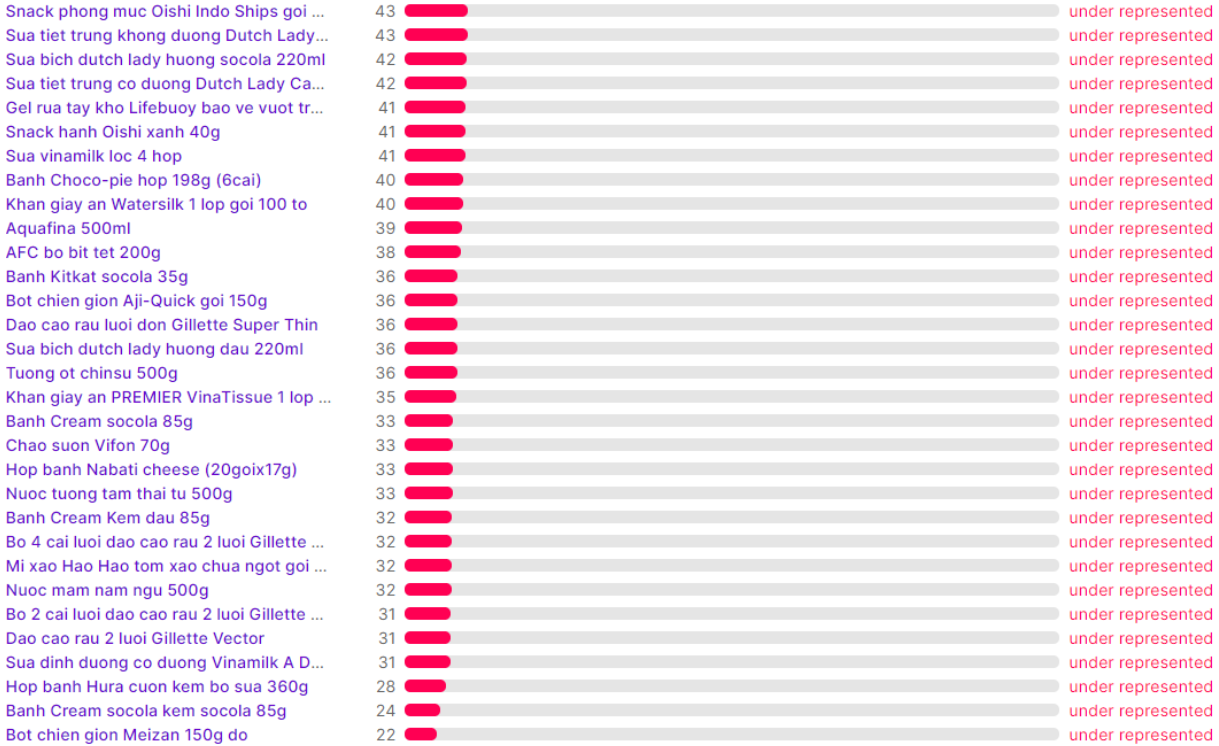 Snack phong muc Oishi Indo Ships goi ... 43 under represented
Sua tiet trung khong duong Dutch Lady... 43 under represented
Sua bich dutch lady huong socola 220ml 42 under represented
Sua tiet trung co duong Dutch Lady Ca... 42 under represented
Gel rua tay kho Lifebuoy bao ve vuot tr... 41 under represented
Snack hanh Oishi xanh 40g 41 under represented
Sua vinamilk loc 4 hop 41 under represented
Banh Choco-pie hop 198g (6cai) 40 under represented
Khan giay an Watersilk 1 lop goi 100 to 40 under represented
Aquafina 500ml 39 under represented
AFC bo bit tet 200g 38 under represented
Banh Kitkat socola 35g 36 under represented
Bot chien gion Aji-Quick goi 150g 36 under represented
Dao cao rau luoi don Gillette Super Thin 36 under represented
Sua bich dutch lady huong dau 220ml 36 under represented
Tuong ot chinsu 500g 36 under represented
Khan giay an PREMIER VinaTissue 1 lop ... 35 under represented
Banh Cream socola 85g 33 under represented
Chao suon Vifon 70g 33 under represented
Hop banh Nabati cheese (20goix17g) 33 under represented
Nuoc tuong tam thai tu 500g 33 under represented
Banh Cream Kem dau 85g 32 under represented
Bo 4 cai luoi dao cao rau 2 luoi Gillette ... 32 under represented
Mi xao Hao Hao tom xao chua ngot goi ... 32 under represented
Nuoc mam nam ngu 500g 32 under represented
Bo 2 cai luoi dao cao rau 2 luoi Gillette ... 31 under represented
Dao cao rau 2 luoi Gillette Vector 31 under represented
Sua dinh duong co duong Vinamilk A D... 31 under represented
Hop banh Hura cuon kem bo sua 360g 28 under represented
Banh Cream socola kem socola 85g 24 under represented
Bot chien gion Meizan 150g do 22 under represented